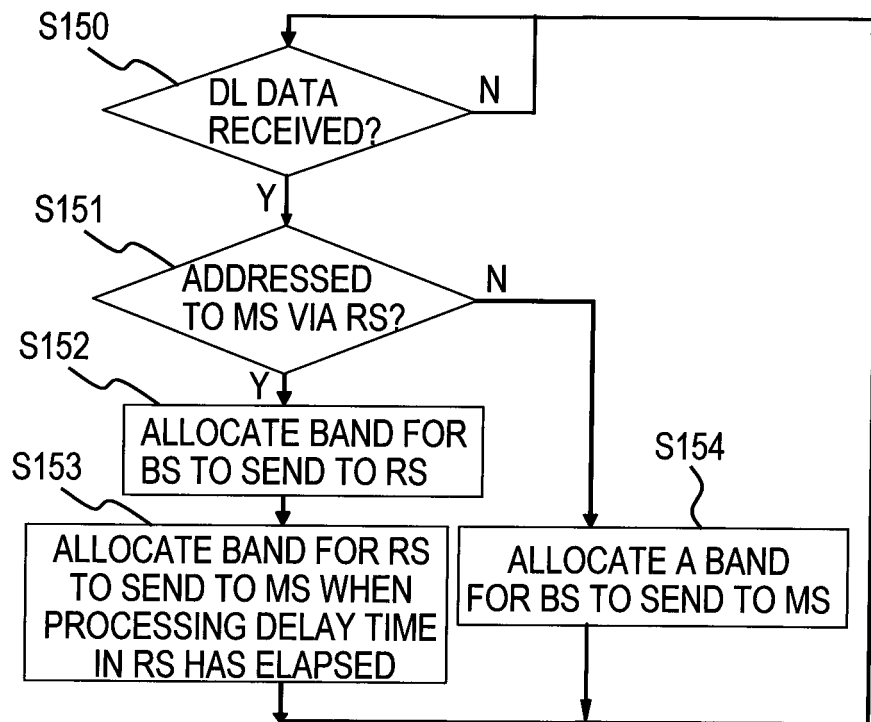 S150
DL DATA
RECEIVED?
N
Y
S151
ADDRESSED
TO MS VIA RS?
N
S152
Y
ALLOCATE BAND FOR
BS TO SEND TO RS
S153
ALLOCATE BAND FOR RS
TO SEND TO MS WHEN
PROCESSING DELAY TIME
IN RS HAS ELAPSED
S154
ALLOCATE A BAND
FOR BS TO SEND TO MS